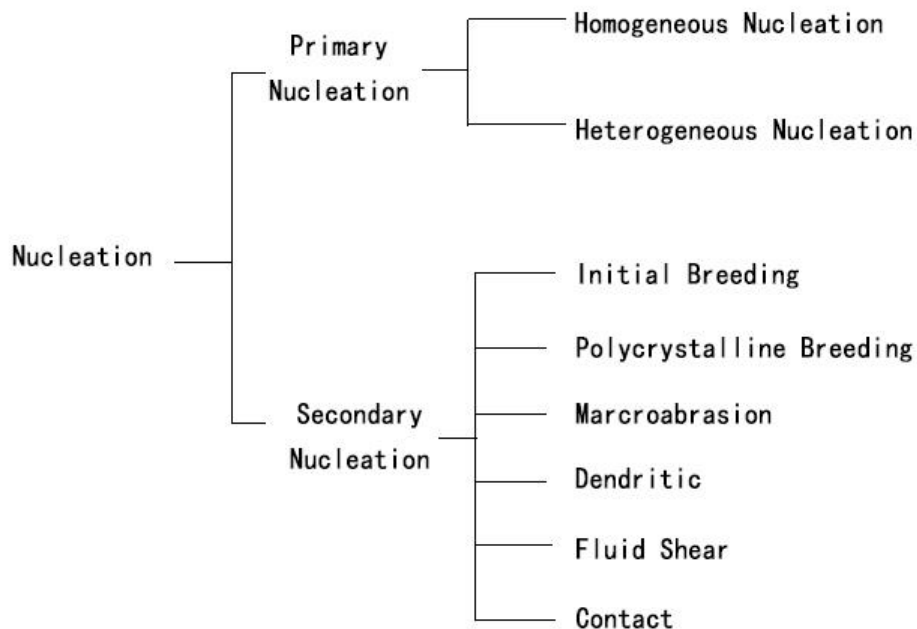 Homogeneous Nucleation
Primary
Nucleation
Heterogeneous Nucleation
Nucleation
Initial Breeding
Polycrystalline Breeding
Secondary
Nucleation
Marcroabrasion
Dendritic
Fluid Shear
Contact